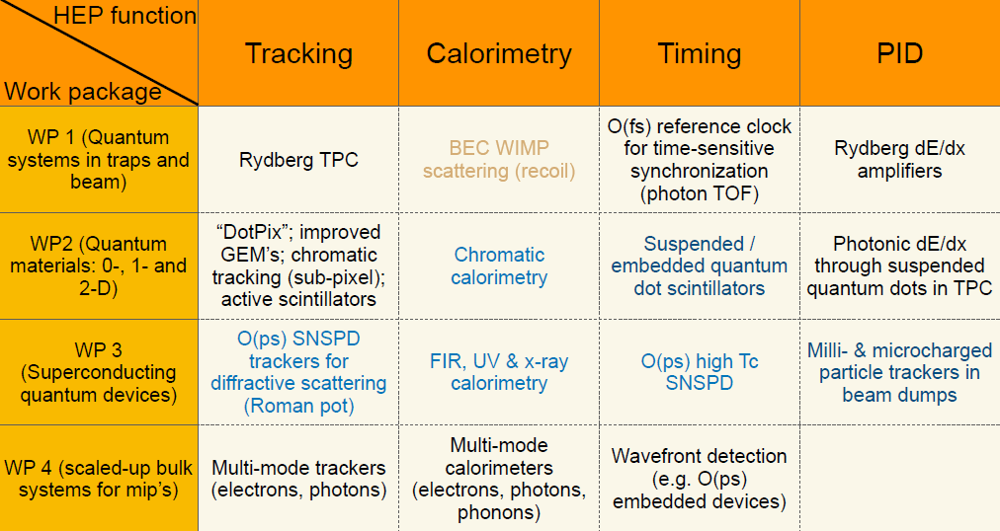 HEP function
Work package
Tracking
Calorimetry
Timing
PID
WP 1 (Quantum
systems in traps and
beam)
Rydberg TPC
BEC WIMP
scattering (recoil)
O(fs) reference clock
for time-sensitive
synchronization
(photon TOF)
Rydberg dE/dx
amplifiers
WP2 (Quantum
materials: 0-, 1- and
2-D)
“DotPix”; improved
GEM’s; chromatic
tracking (sub-pixel);
active scintillators
Chromatic
calorimetry
Suspended /
embedded quantum
dot scintillators
Photonic dE/dx
through suspended
quantum dots in TPC
WP 3
(Superconducting
quantum devices)
O(ps) SNSPD
trackers for
diffractive scattering
(Roman pot)
FIR, UV & x-ray
calorimetry
O(ps) high Tc
SNSPD
Milli- & microcharged
particle trackers in
beam dumps
WP 4 (scaled-up bulk
systems for mip’s)
Multi-mode trackers
(electrons, photons)
Multi-mode
calorimeters
(electrons, photons,
phonons)
Wavefront detection
(e.g. O(ps)
embedded devices)